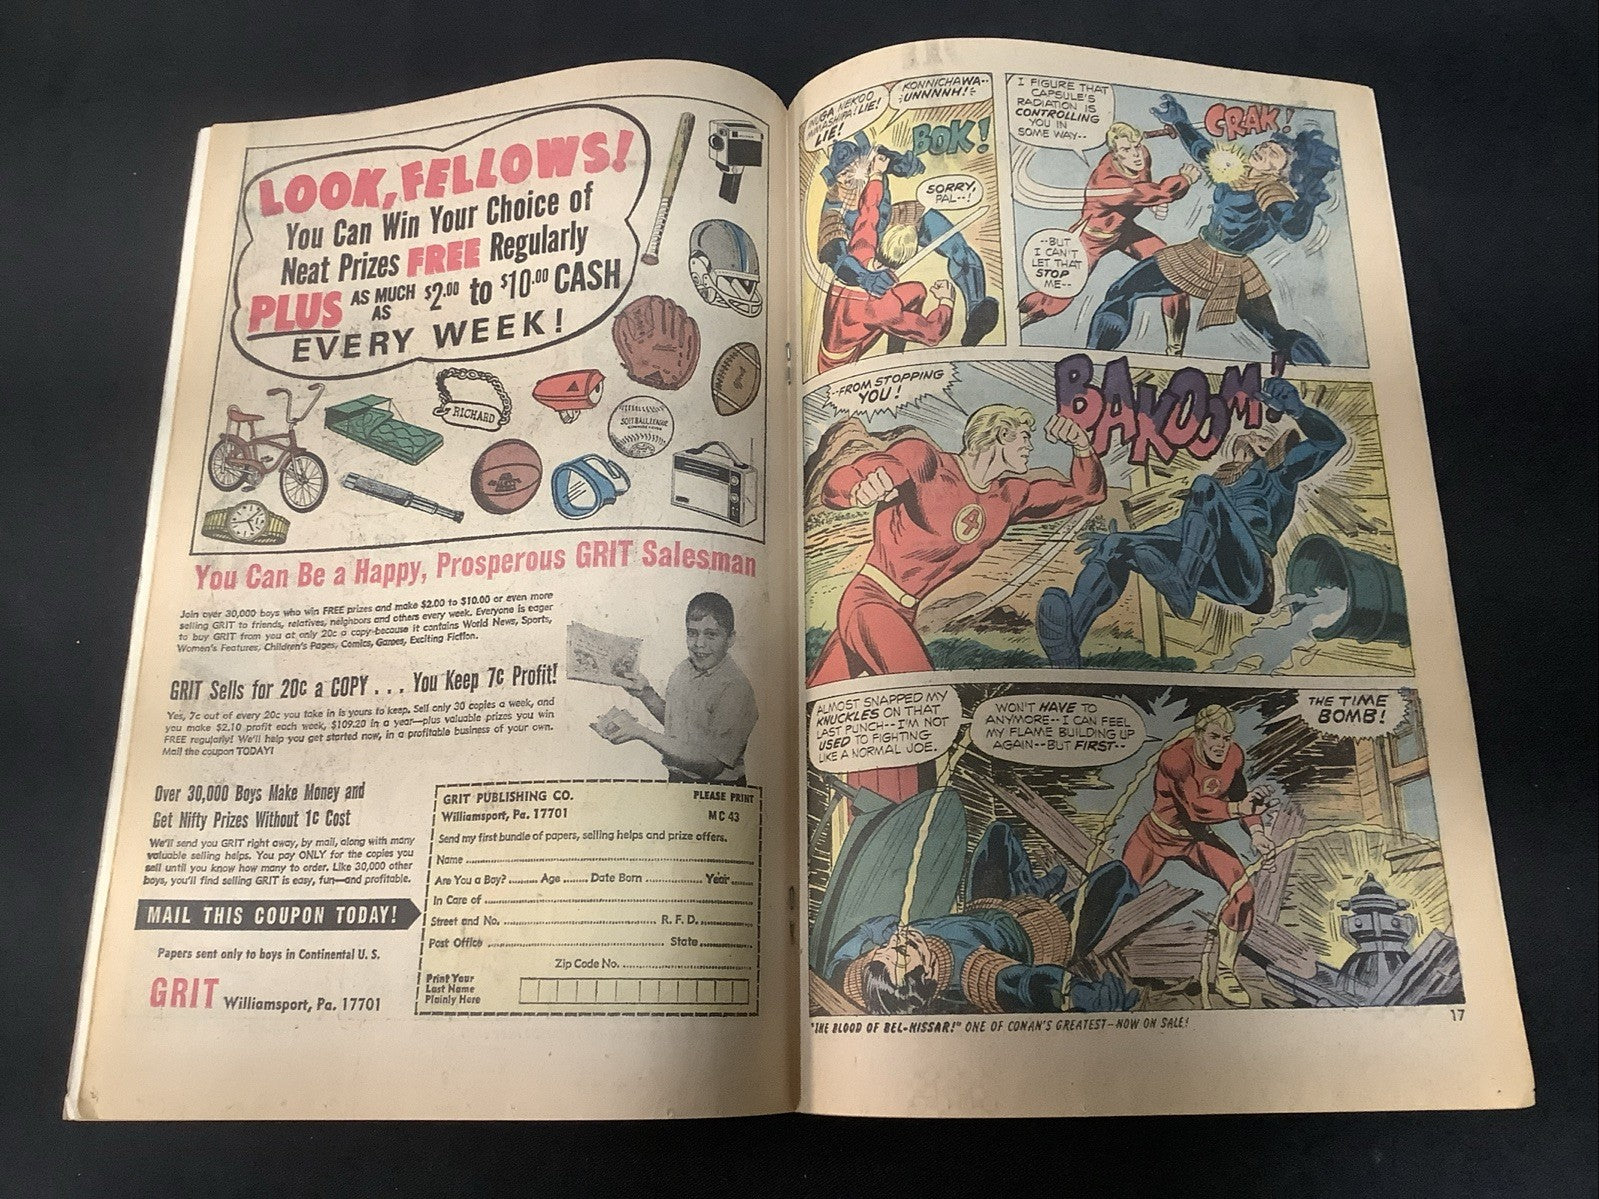 LOOK, FELLOWS!
You Can Win Your Choice of
Neat Prizes FREE Regularly
PLUS AS MUCH AS $2.00 to $10.00 CASH
EVERY WEEK!
RICHARD
SOFTBALL LEAGUE
You Can Be a Happy, Prosperous GRIT Salesman
Join over 30,000 boys who win FREE prizes and make $2.00 to $10.00 or even more
selling GRIT to friends, relatives, neighbors and others every week. Everyone is eager
to buy GRIT from you at only 20c a copy—because it contains World News, Sports,
Women's Features, Children's Pages, Comics, Games, Exciting Fiction.
GRIT Sells for 20c a COPY . . . You Keep 7c Profit!
Yes, 7c out of every 20c you take in is yours to keep. Sell only 30 copies a week, and
you make $2.10 profit each week, $109.20 in a year—plus valuable prizes you win
FREE regularly! We'll help you get started now, in a profitable business of your own.
Mail the coupon TODAY!
Over 30,000 Boys Make Money and
Get Nifty Prizes Without 1c Cost
We'll send you GRIT right away, by mail, along with many
valuable selling helps. You pay ONLY for the copies you
sell until you know how many to order. Like 30,000 other
boys, you'll find selling GRIT is easy, fun—and profitable.
MAIL THIS COUPON TODAY!
Papers sent only to boys in Continental U. S.
GRIT Williamsport, Pa. 17701
GRIT PUBLISHING CO. PLEASE PRINT
Williamsport, Pa. 17701 MC 43
Send my first bundle of papers, selling helps and prize offers.
Name
Are You a Boy? Age Date Born Year
In Care of
Street and No. R. F. D.
Post Office State
Zip Code No.
Print Your
Last Name
Plainly Here
NEKOO
LIE!
LIE!
KONNICHAWA--
UNNNNH!
BOK!
SORRY,
PAL--!
I FIGURE THAT
CAPSULE'S
RADIATION IS
CONTROLLING
YOU IN
SOME WAY--
CRAK!
--BUT
I CAN'T
LET THAT
STOP
ME--
--FROM STOPPING
YOU!
4
BAKOOM!
ALMOST SNAPPED MY
KNUCKLES ON THAT
LAST PUNCH--I'M NOT
USED TO FIGHTING
LIKE A NORMAL JOE.
WON'T HAVE TO
ANYMORE--I CAN FEEL
MY FLAME BUILDING UP
AGAIN--BUT FIRST--
THE TIME
BOMB!
4
"THE BLOOD OF BEL-HISSAR!" ONE OF CONAN'S GREATEST--NOW ON SALE!
17